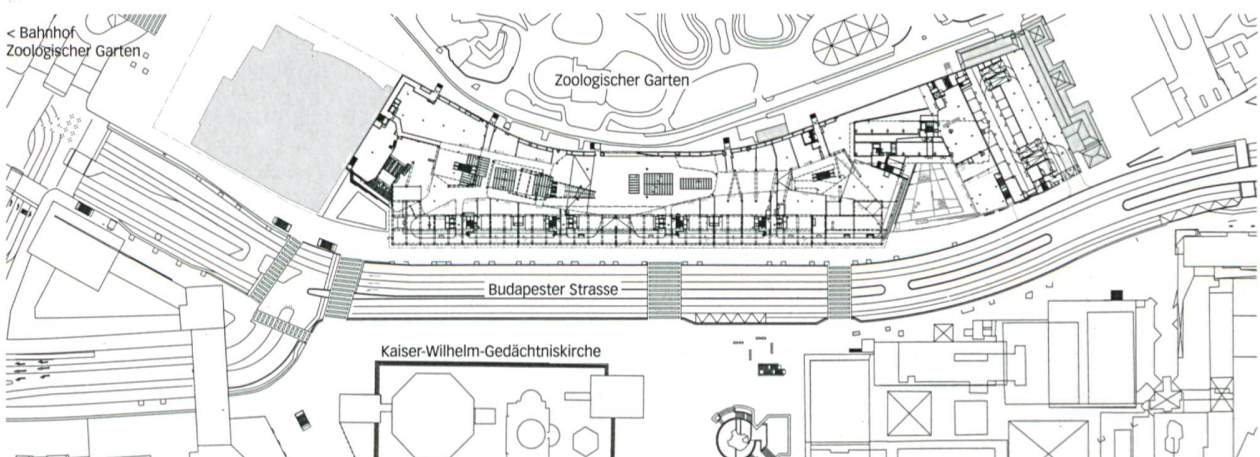 < Bahnhof
Zoologischer Garten
Zoologischer Garten
Budapester Strasse
Kaiser-Wilhelm-Gedächtniskirche